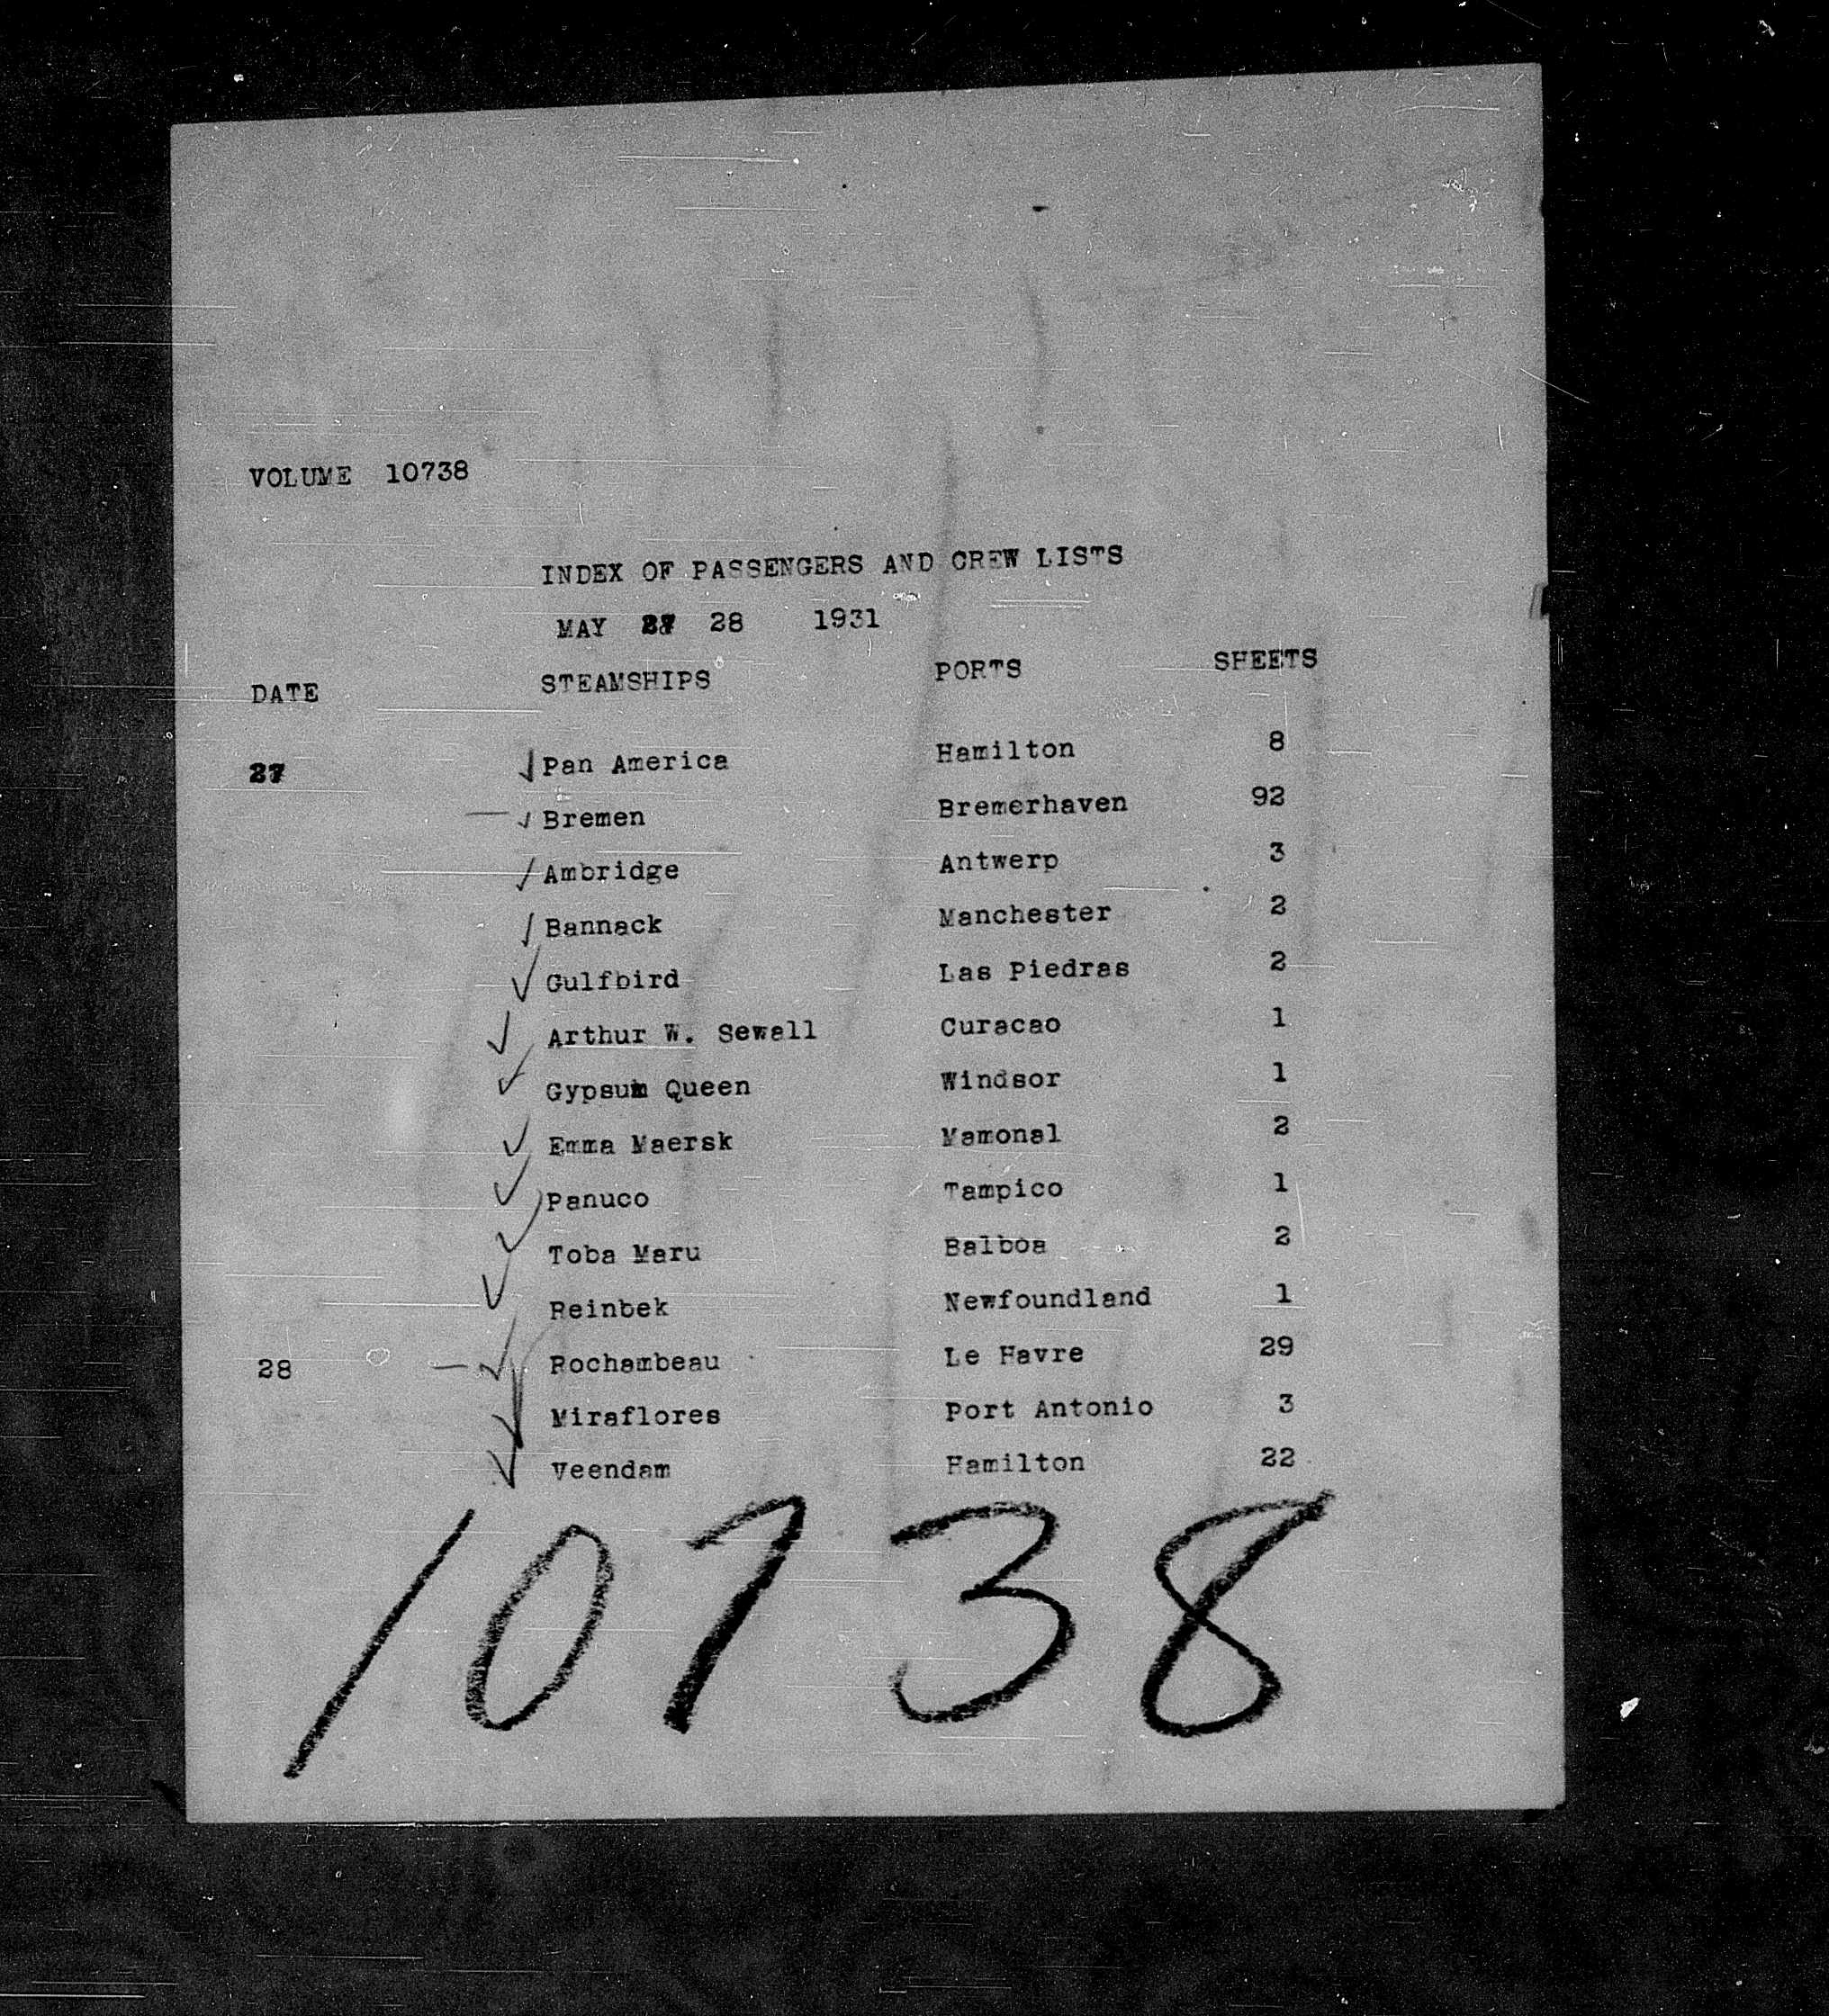 VOLUME 10738
INDEX OF PASSENGERS AND CREW LISTS
MAY 27 28 1931
DATE STEAMSHIPS PORTS SHEETS
27 Pan America Hamilton 8
Bremen Bremerhaven 92
Ambridge Antwerp 3
Bannack Manchester 2
Gulfbird Las Piedras 2
Arthur W. Sewall Curacao 1
Gypsum Queen Windsor 1
Emma Maersk Mamonal 2
Panuco Tampico 1
Toba Maru Balboa 2
Reinbek Newfoundland 1
28 Rochambeau Le Havre 29
Miraflores Port Antonio 3
Veendam Hamilton 22
10738